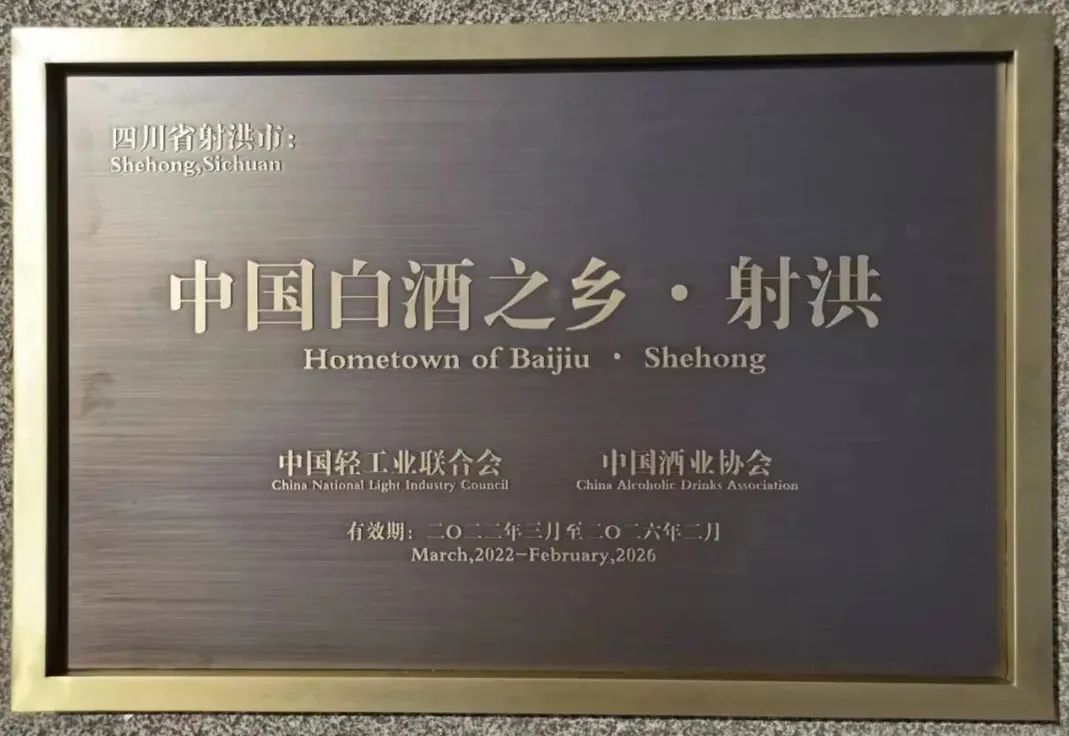 四川省射洪市：
Shehong,Sichuan
中国白酒之乡·射洪
Hometown of Baijiu · Shehong
中国轻工业联合会 中国酒业协会
China National Light Industry Council China Alcoholic Drinks Association
有效期：二〇二二年三月至二〇二六年二月
March,2022-February,2026